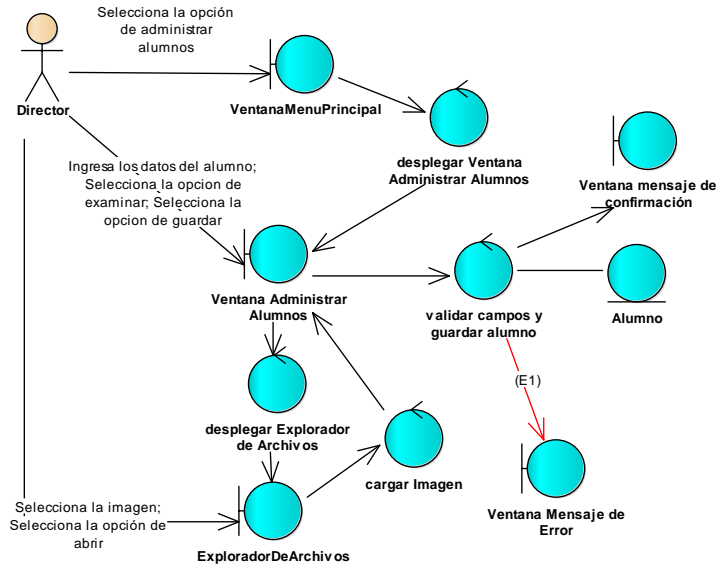 Selecciona la opción
de administrar
alumnos
Director
VentanaMenuPrincipal
desplegar Ventana
Administrar Alumnos
Ventana mensaje de
confirmación
Ingresa los datos del alumno;
Selecciona la opcion de
examinar; Selecciona la
opcion de guardar
Ventana Administrar
Alumnos
validar campos y
guardar alumno
Alumno
(E1)
desplegar Explorador
de Archivos
cargar Imagen
Selecciona la imagen;
Selecciona la opción de
abrir
ExploradorDeArchivos
Ventana Mensaje de
Error